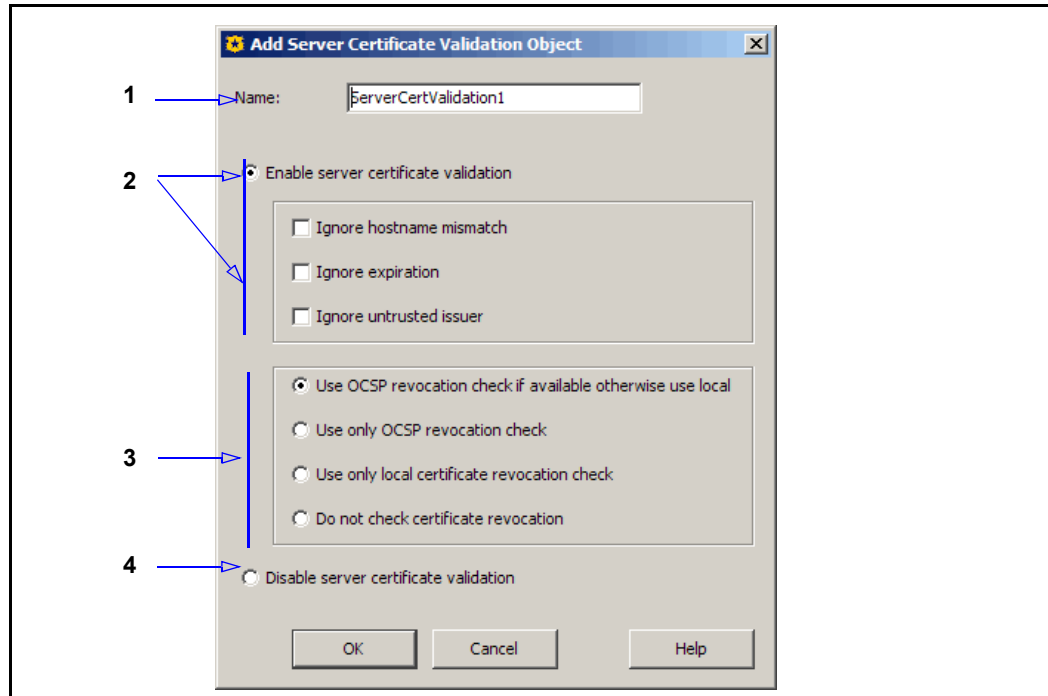 Add Server Certificate Validation Object
1 Name: ServerCertValidation1
2 Enable server certificate validation
Ignore hostname mismatch
Ignore expiration
Ignore untrusted issuer
Use OCSP revocation check if available otherwise use local
Use only OCSP revocation check
3 Use only local certificate revocation check
Do not check certificate revocation
4 Disable server certificate validation
OK Cancel Help